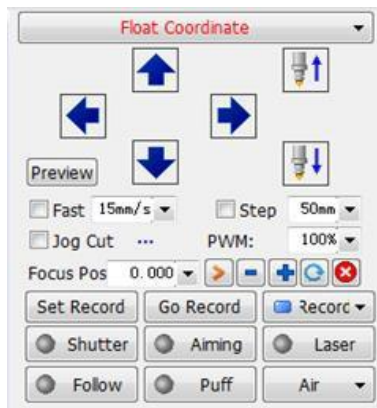 Float Coordinate
Preview
Fast 15mm/s Step 50mm
Jog Cut ... PWM: 100%
Focus Pos 0.000
Set Record Go Record Record
Shutter Aiming Laser
Follow Puff Air